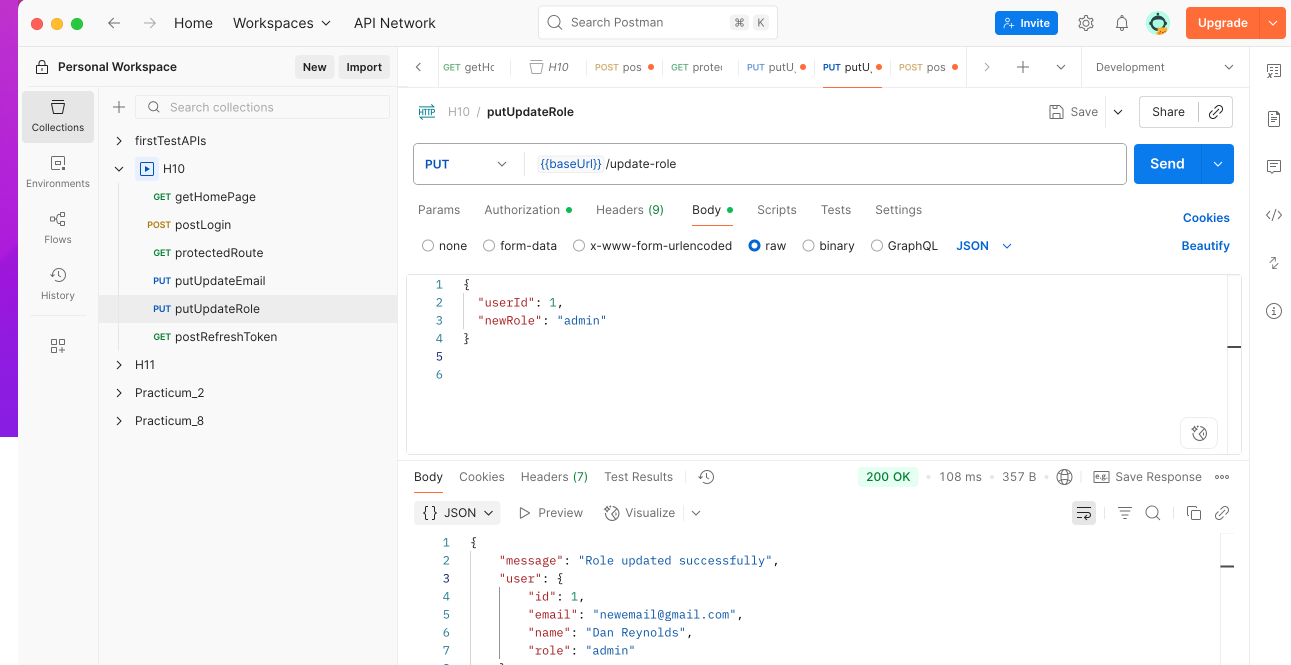 Home
Workspaces
API Network
Search Postman
⌘ K
Invite
Upgrade
Personal Workspace
New
Import
GET getHo
H10
POST pos
GET protec
PUT putU
PUT putU
POST pos
Development
Collections
Environments
Flows
History
Search collections
firstTestAPIs
H10
GET getHomePage
POST postLogin
GET protectedRoute
PUT putUpdateEmail
PUT putUpdateRole
GET postRefreshToken
H11
Practicum_2
Practicum_8
HTTP H10 / putUpdateRole
Save
Share
PUT
{{baseUrl}} /update-role
Send
Params Authorization Headers (9) Body Scripts Tests Settings
Cookies
none form-data x-www-form-urlencoded raw binary GraphQL JSON
Beautify
1 {
2 "userId": 1,
3 "newRole": "admin"
4 }
5
6
Body Cookies Headers (7) Test Results
200 OK • 108 ms • 357 B •
e.g. Save Response
{} JSON
Preview
Visualize
1 {
2 "message": "Role updated successfully",
3 "user": {
4 "id": 1,
5 "email": "newemail@gmail.com",
6 "name": "Dan Reynolds",
7 "role": "admin"